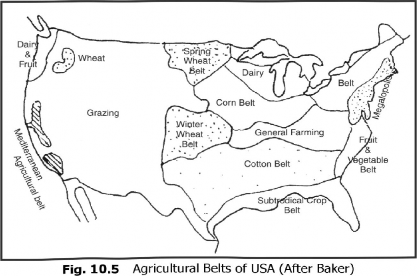 Dairy
&
Fruit
Wheat
Spring
Wheat
Belt
Dairy
Belt
Megatopolis
Corn Belt
Grazing
Winter
Wheat
Belt
General Farming
Fruit
&
Vegetable
Belt
Mediterranean
Agricultural belt
Cotton Belt
Subtropical Crop
Belt
Fig. 10.5 Agricultural Belts of USA (After Baker)